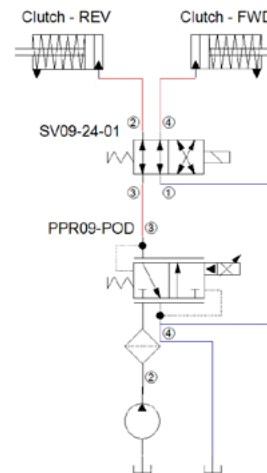 Clutch - REV Clutch - FWD
② ④
SV09-24-01
③ ①
PPR09-POD ③
④
②